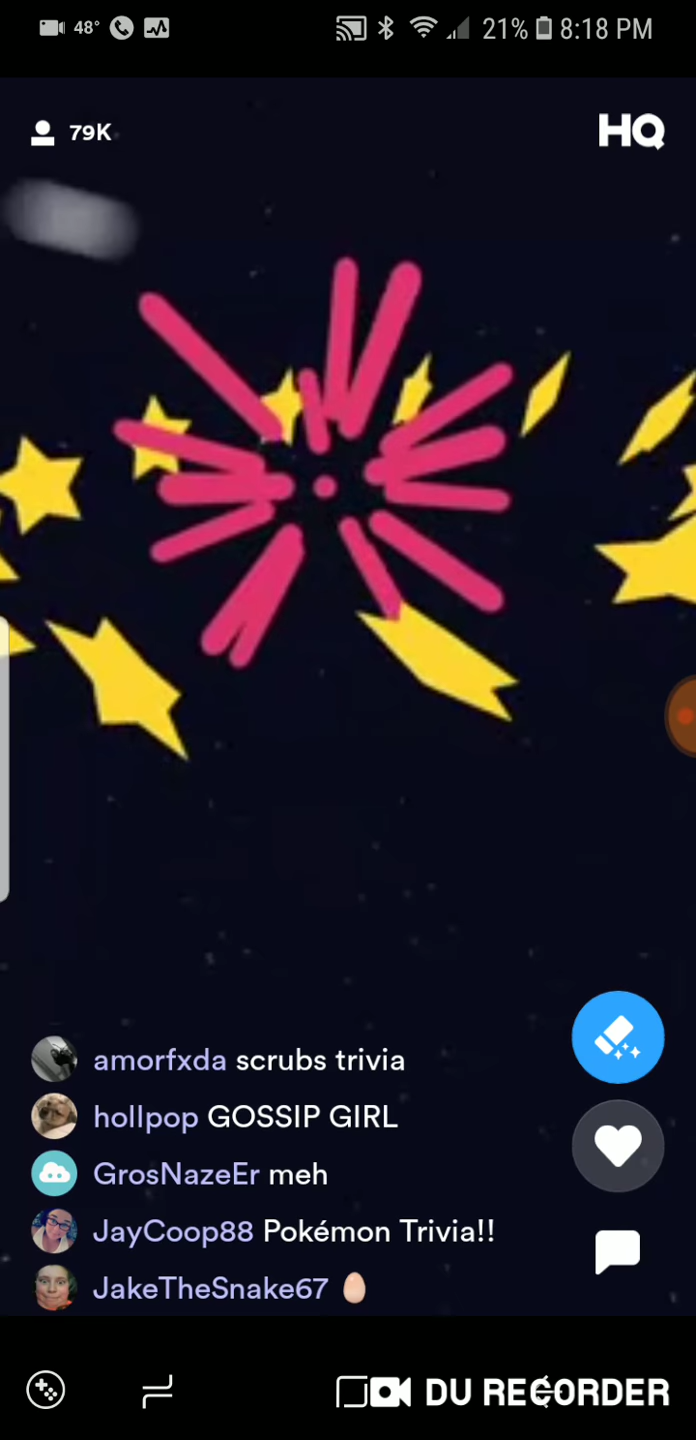 48° 21% 8:18 PM
79K HQ
amorfxda scrubs trivia
hollpop GOSSIP GIRL
GrosNazeEr meh
JayCoop88 Pokémon Trivia!!
JakeTheSnake67 🥚
DU RECORDER